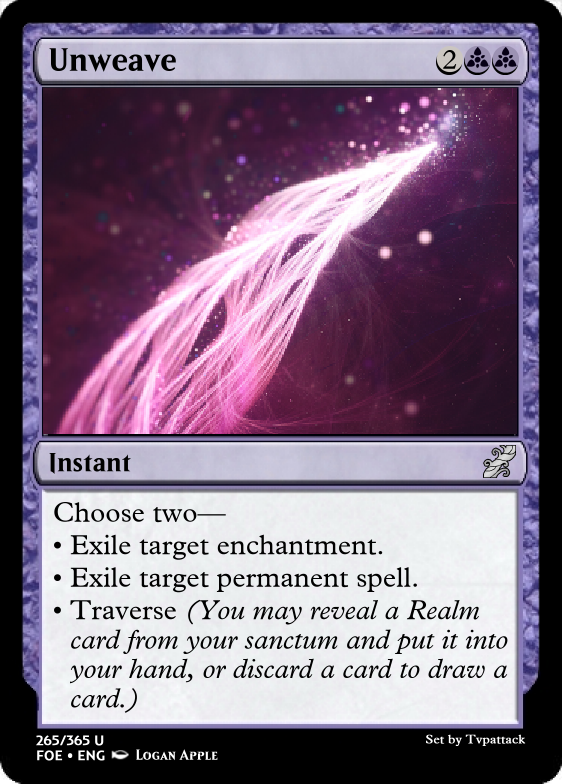 Unweave
2
Instant
Choose two—
• Exile target enchantment.
• Exile target permanent spell.
• Traverse (You may reveal a Realm
card from your sanctum and put it into
your hand, or discard a card to draw a
card.)
265/365 U
FOE • ENG Logan Apple
Set by Tvpattack